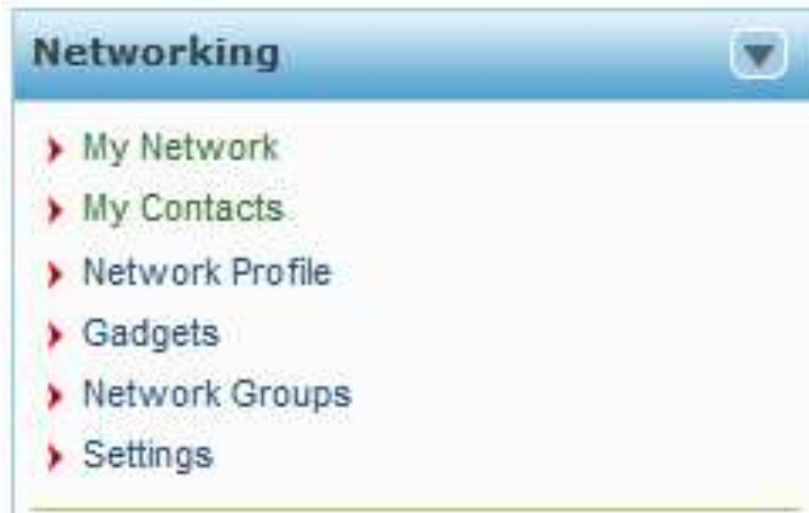 Networking
My Network
My Contacts
Network Profile
Gadgets
Network Groups
Settings